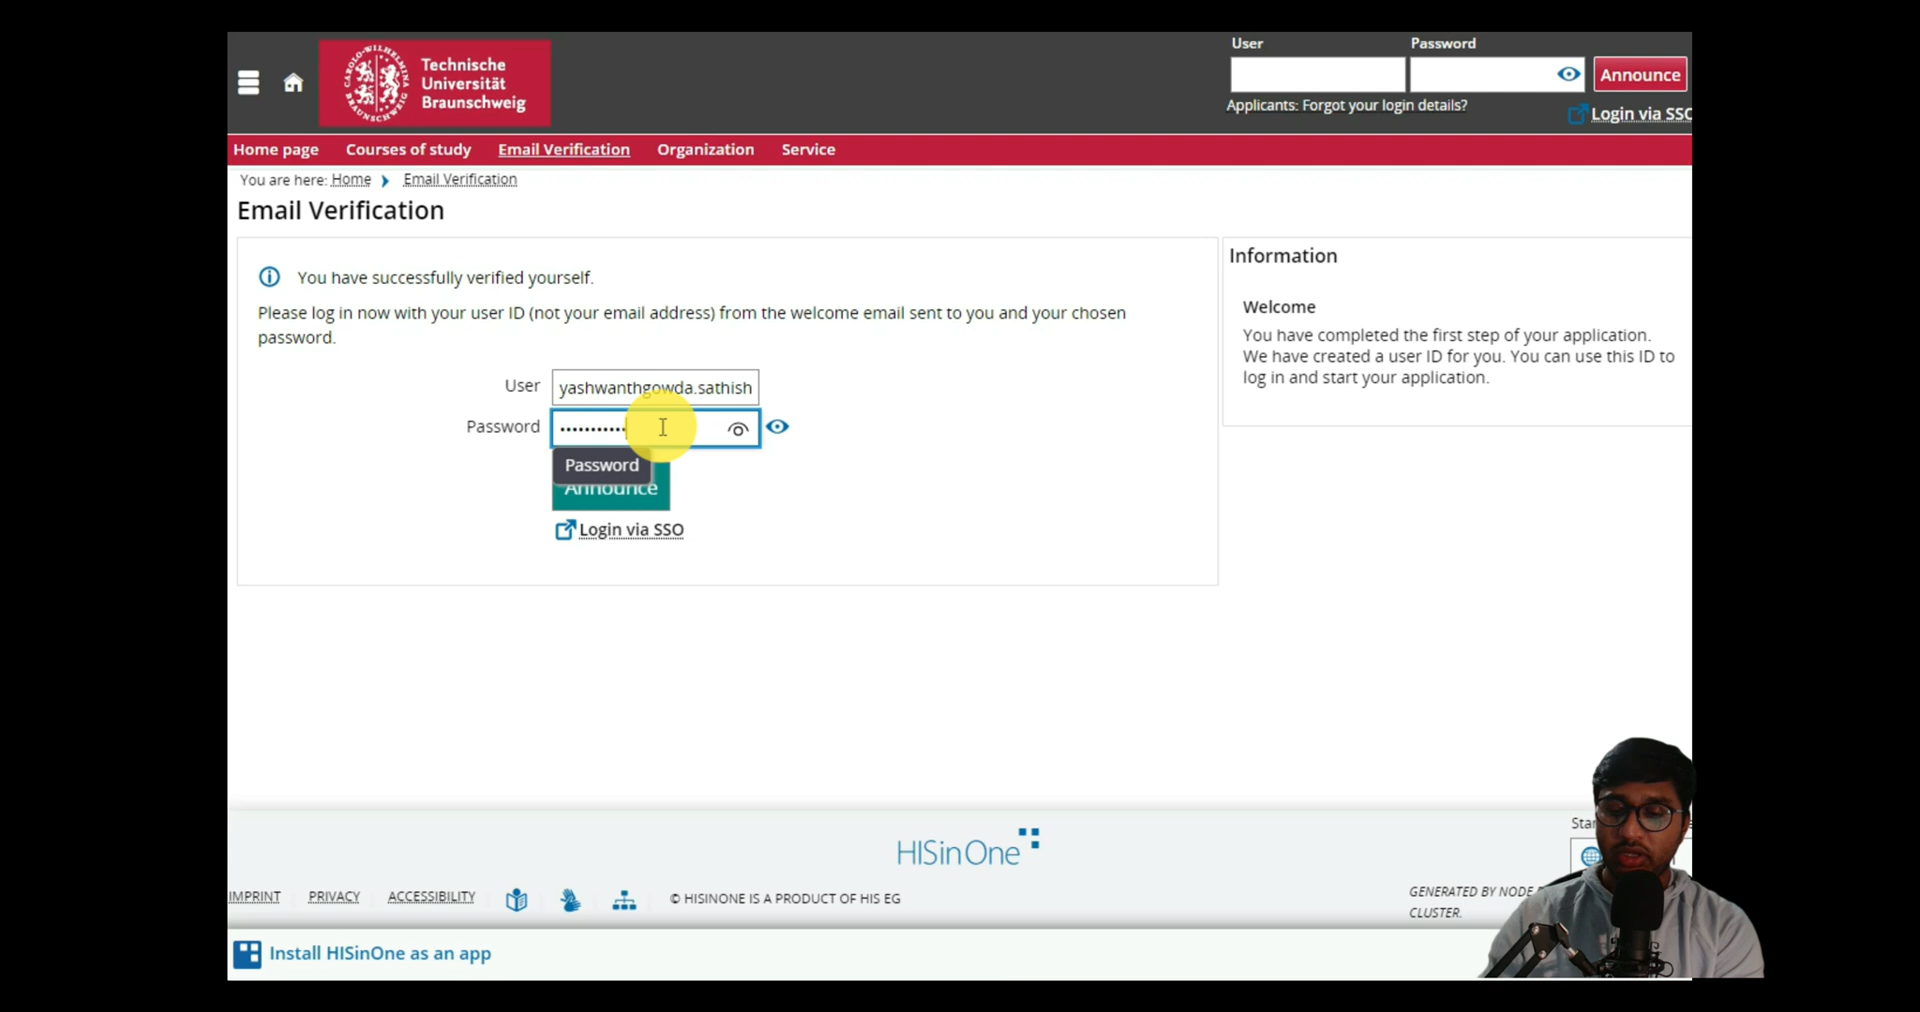 User
Password
Technische
Universität
Braunschweig
CAROLO-WILHELMINA
BRAUNSCHWEIG
Announce
Applicants: Forgot your login details?
Login via SSO
Home page
Courses of study
Email Verification
Organization
Service
You are here: Home
Email Verification
Email Verification
You have successfully verified yourself.
Please log in now with your user ID (not your email address) from the welcome email sent to you and your chosen
password.
User
yashwanthgowda.sathish
Password
Password
Announce
Login via SSO
Information
Welcome
You have completed the first step of your application.
We have created a user ID for you. You can use this ID to
log in and start your application.
HISinOne
IMPRINT
PRIVACY
ACCESSIBILITY
© HISINONE IS A PRODUCT OF HIS EG
GENERATED BY NODE
CLUSTER.
Install HISinOne as an app